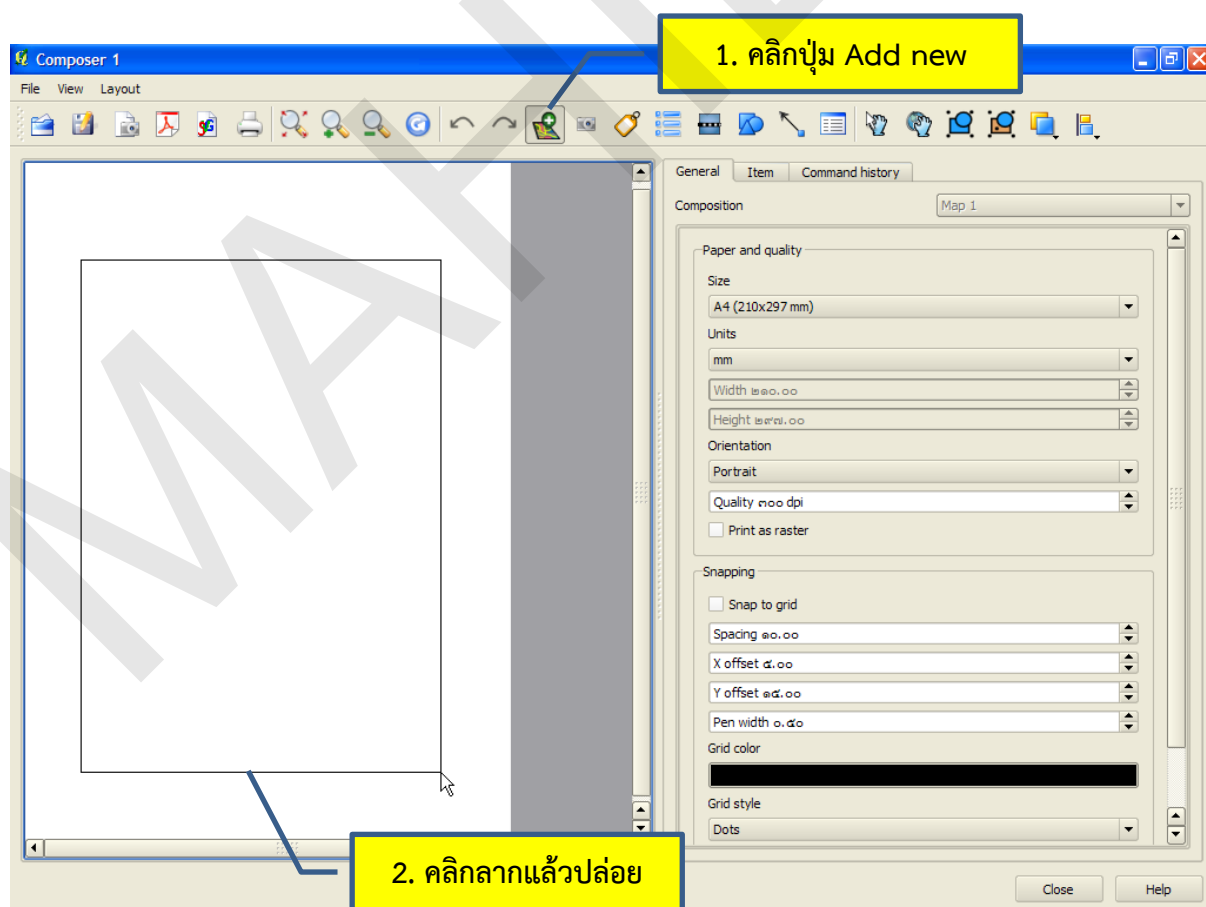 1. คลิกปุ่ม Add new
Composer 1
File View Layout
General Item Command history
Composition Map 1
Paper and quality
Size
A4 (210x297 mm)
Units
mm
Width ๒๑๐.๐๐
Height ๒๙๗.๐๐
Orientation
Portrait
Quality ๓๐๐ dpi
Print as raster
Snapping
Snap to grid
Spacing ๑๐.๐๐
X offset ๕.๐๐
Y offset ๑๕.๐๐
Pen width ๐.๕๐
Grid color
Grid style
Dots
2. คลิกลากแล้วปล่อย
Close Help